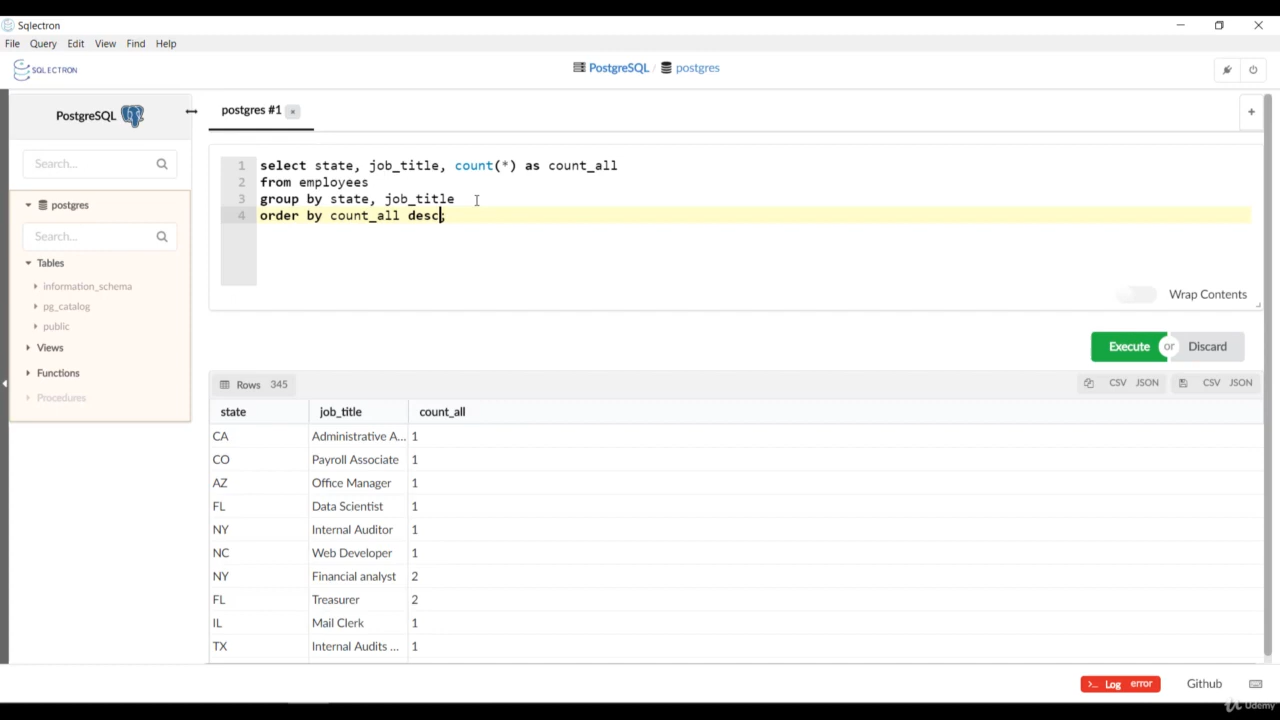 Sqlectron
File Query Edit View Find Help
SQLECTRON
PostgreSQL / postgres
PostgreSQL
postgres #1
Search...
postgres
Search...
Tables
information_schema
pg_catalog
public
Views
Functions
Procedures
1 select state, job_title, count(*) as count_all
2 from employees
3 group by state, job_title
4 order by count_all desc;
Wrap Contents
Execute or Discard
Rows 345
CSV JSON CSV JSON
state job_title count_all
CA Administrative A... 1
CO Payroll Associate 1
AZ Office Manager 1
FL Data Scientist 1
NY Internal Auditor 1
NC Web Developer 1
NY Financial analyst 2
FL Treasurer 2
IL Mail Clerk 1
TX Internal Audits ... 1
>_ Log error
Github
Udemy